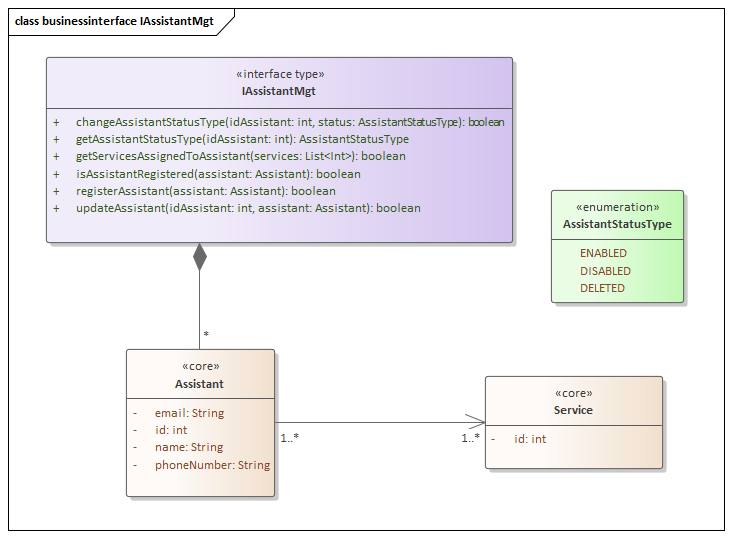 class businessinterface IAssistantMgt
«interface type»
IAssistantMgt
+ changeAssistantStatusType(idAssistant: int, status: AssistantStatusType): boolean
+ getAssistantStatusType(idAssistant: int): AssistantStatusType
+ getServicesAssignedToAssistant(services: List<Int>): boolean
+ isAssistantRegistered(assistant: Assistant): boolean
+ registerAssistant(assistant: Assistant): boolean
+ updateAssistant(idAssistant: int, assistant: Assistant): boolean
«enumeration»
AssistantStatusType
ENABLED
DISABLED
DELETED
*
«core»
Assistant
- email: String
- id: int
- name: String
- phoneNumber: String
1..*
1..*
«core»
Service
- id: int